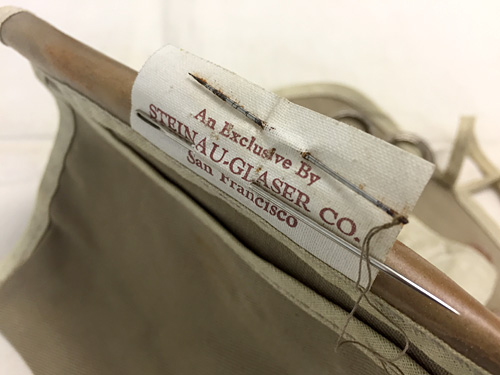 An Exclusive By
STEINAU-GLASER CO.
San Francisco